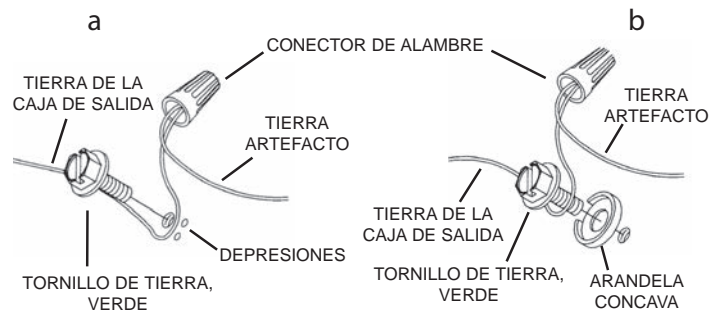 a
b
CONECTOR DE ALAMBRE
TIERRA DE LA
CAJA DE SALIDA
TIERRA
ARTEFACTO
DEPRESIONES
TORNILLO DE TIERRA,
VERDE
TIERRA
ARTEFACTO
TIERRA DE LA
CAJA DE SALIDA
TORNILLO DE TIERRA,
VERDE
ARANDELA
CONCAVA